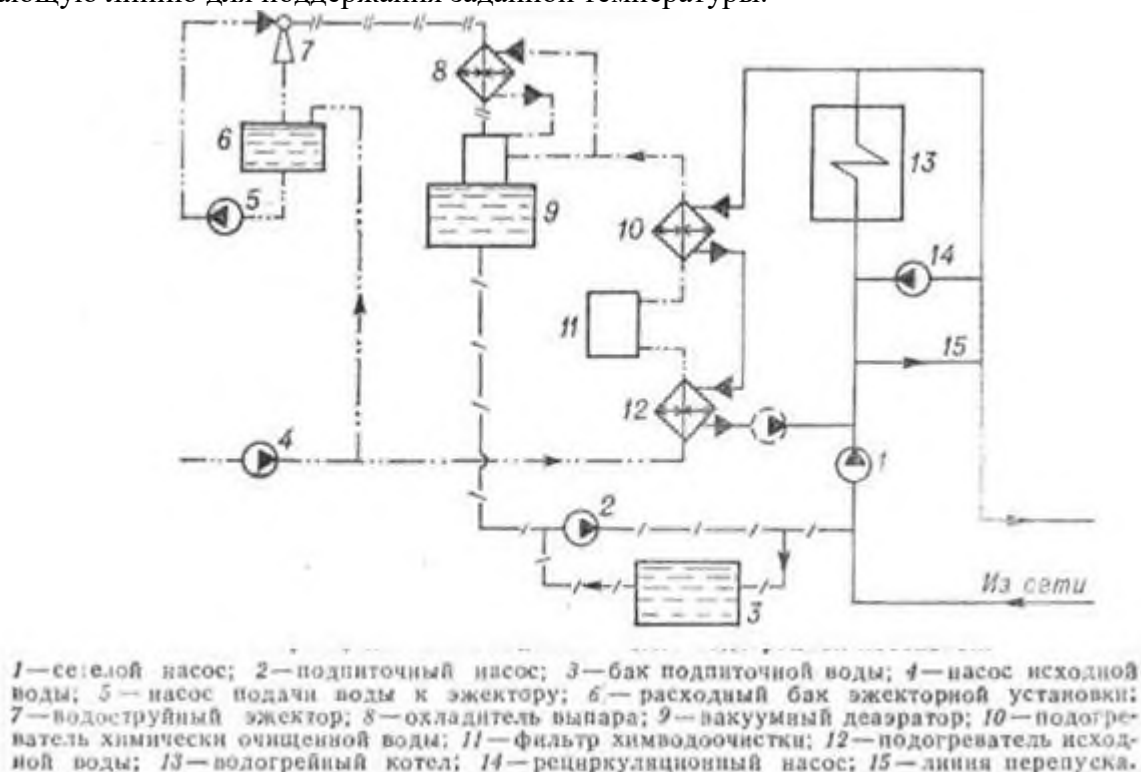 ающую линию для поддержания заданной температуры.
7
8
6
13
5
9
10
14
11
15
12
4
1
2
Из сети
3
1—сетевой насос; 2—подпиточный насос; 3—бак подпиточной воды; 4—насос исходной
воды; 5 — насос подачи воды к эжектору; 6 — расходный бак эжекторной установки;
7—водоструйный эжектор; 8—охладитель выпара; 9—вакуумный деаэратор; 10—подогре-
ватель химически очищенной воды; 11—фильтр химводоочистки; 12—подогреватель исход-
ной воды; 13—водогрейный котел; 14—рециркуляционный насос; 15—линия перепуска.